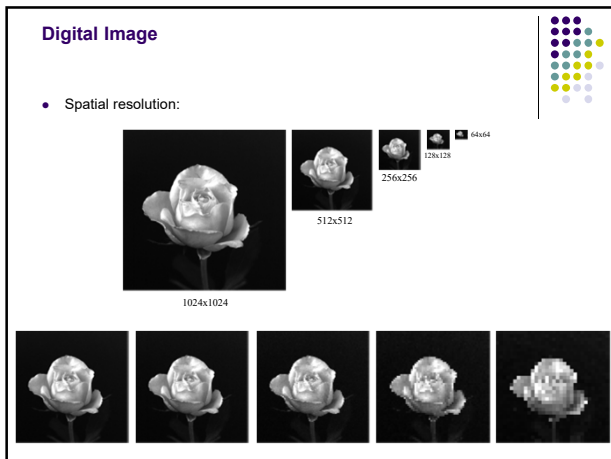 Digital Image
● Spatial resolution:
64x64
128x128
256x256
512x512
1024x1024